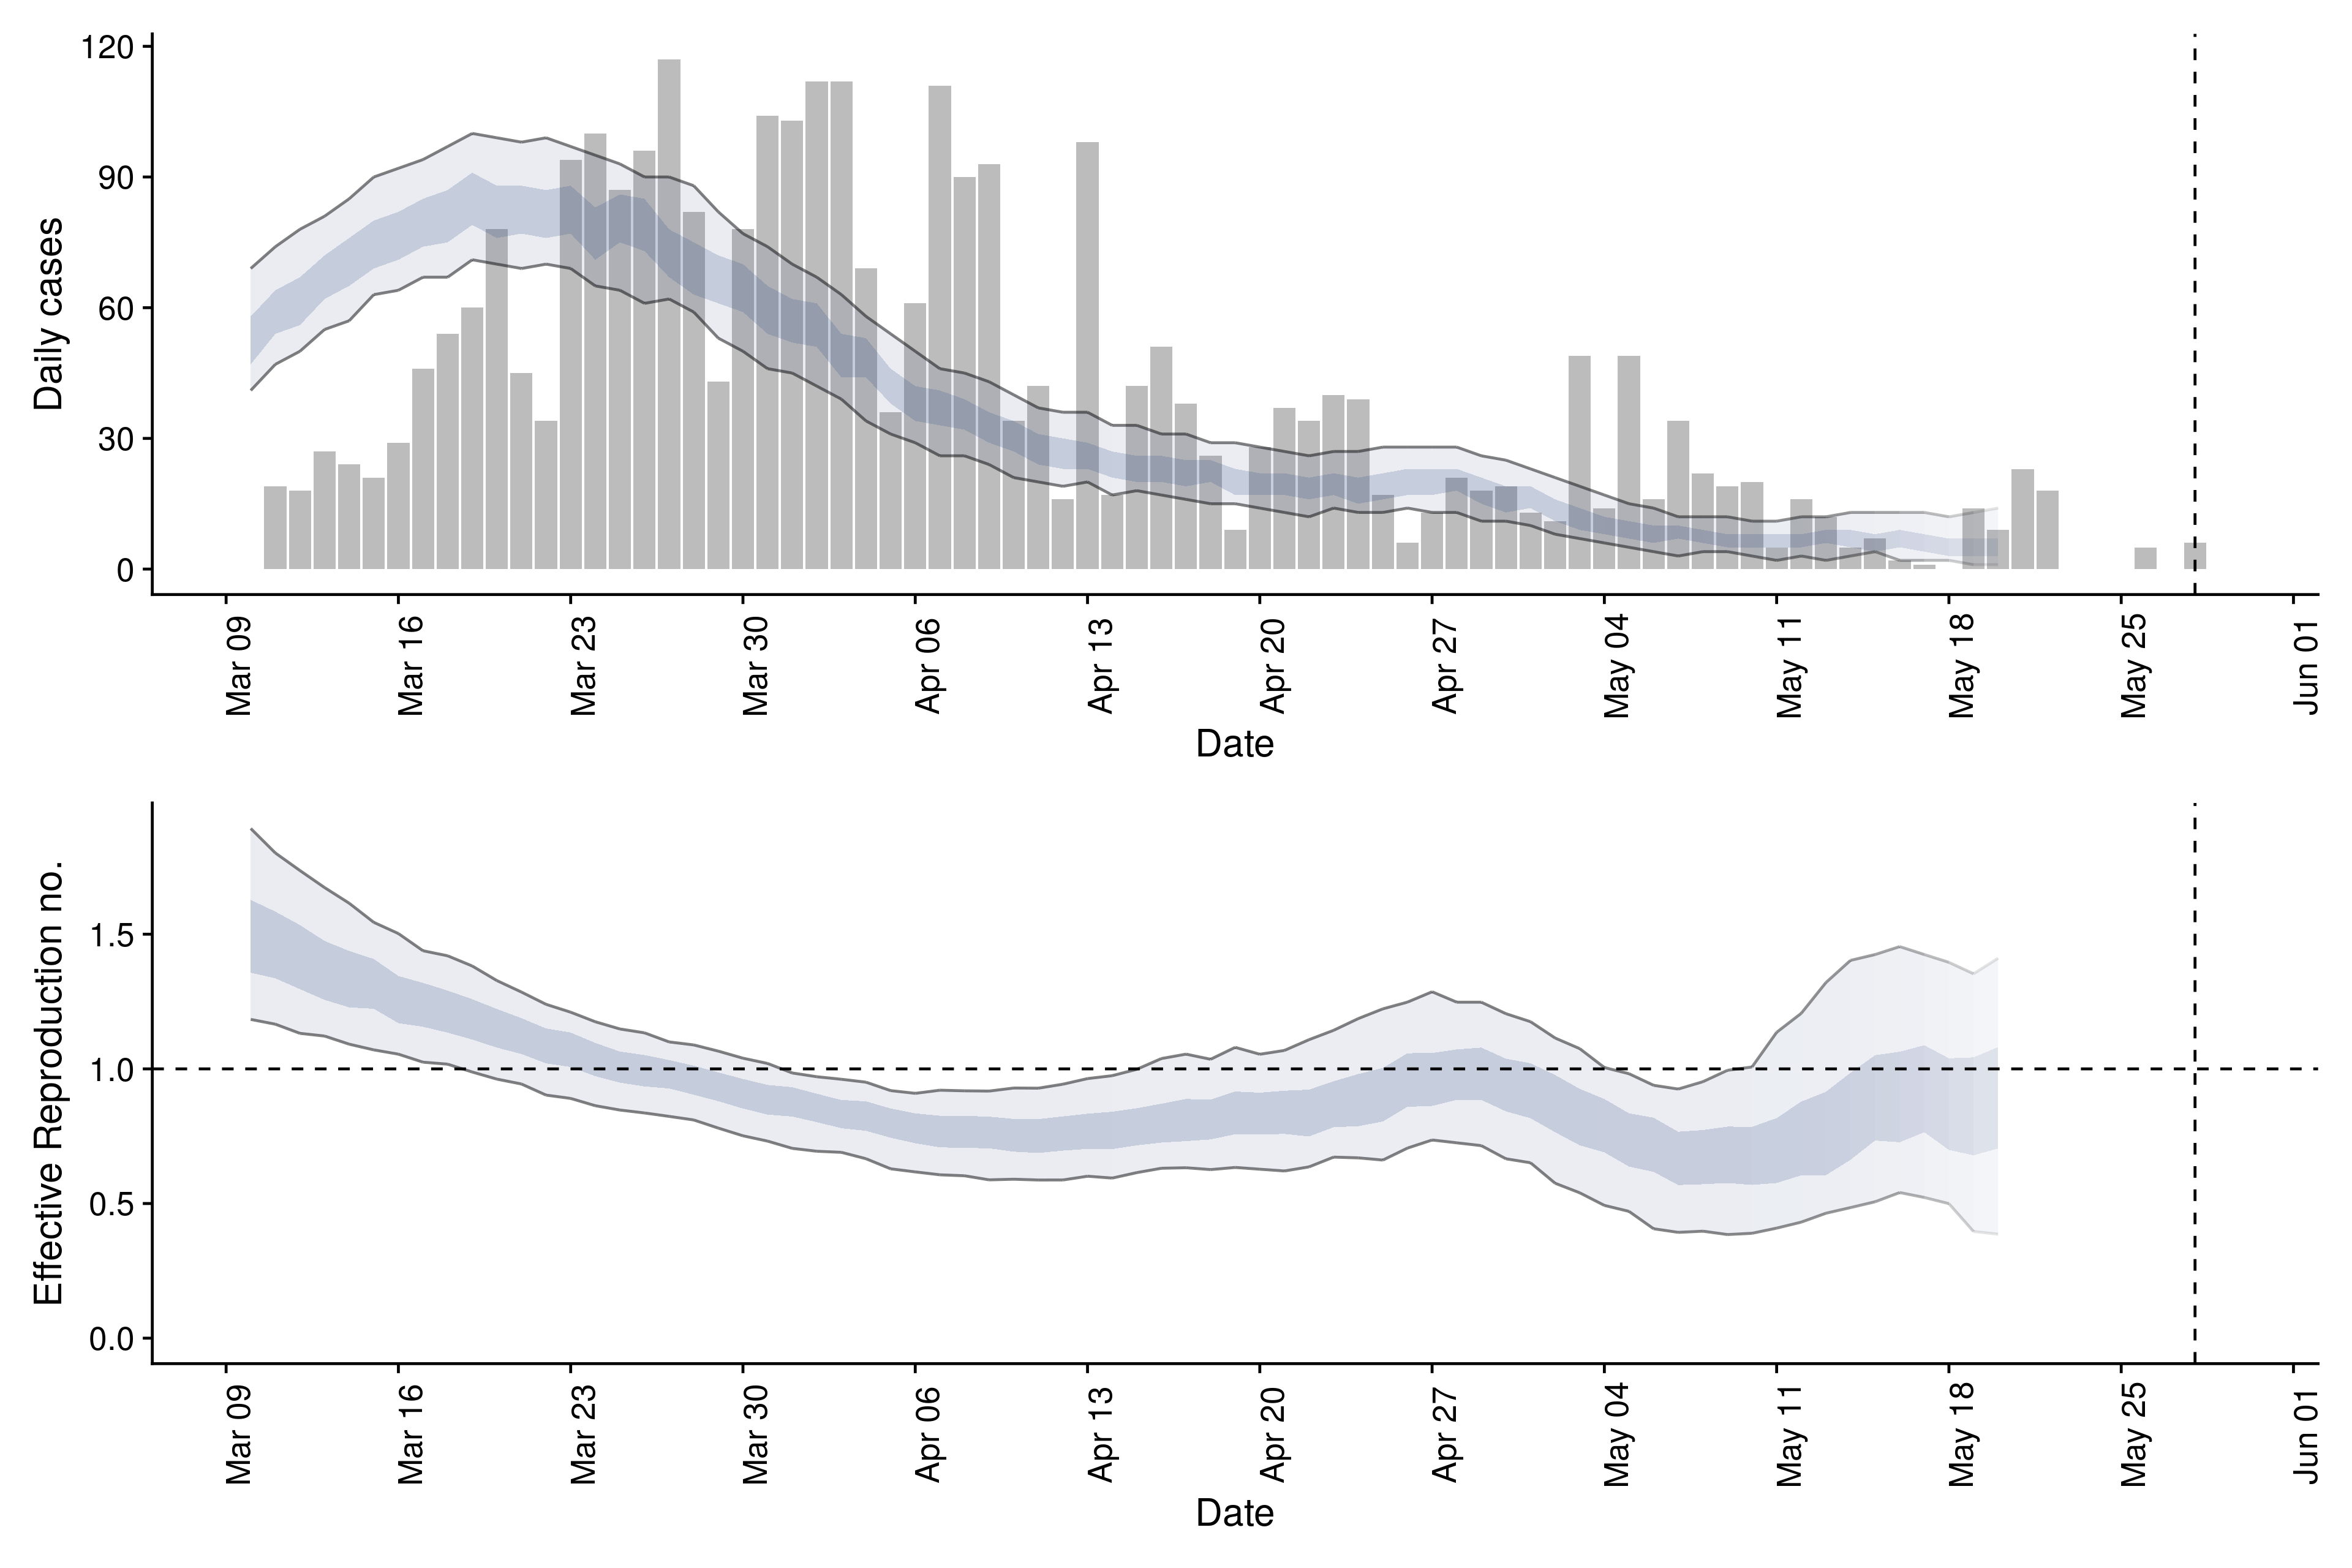 Daily cases
120
90
60
30
0
Mar 09
Mar 16
Mar 23
Mar 30
Apr 06
Apr 13
Apr 20
Apr 27
May 04
May 11
May 18
May 25
Jun 01
Date
Effective Reproduction no.
1.5
1.0
0.5
0.0
Mar 09
Mar 16
Mar 23
Mar 30
Apr 06
Apr 13
Apr 20
Apr 27
May 04
May 11
May 18
May 25
Jun 01
Date